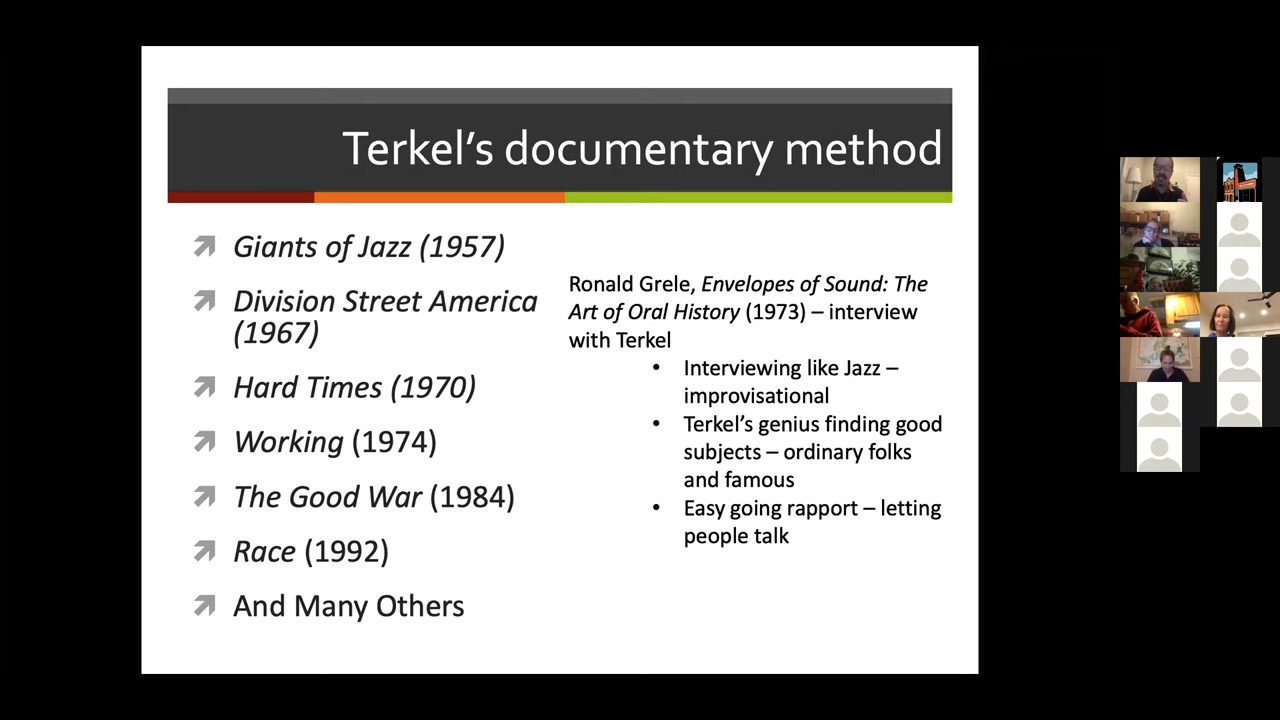 Terkel’s documentary method
Giants of Jazz (1957)
Division Street America
(1967)
Hard Times (1970)
Working (1974)
The Good War (1984)
Race (1992)
And Many Others
Ronald Grele, Envelopes of Sound: The
Art of Oral History (1973) – interview
with Terkel
• Interviewing like Jazz –
improvisational
• Terkel’s genius finding good
subjects – ordinary folks
and famous
• Easy going rapport – letting
people talk